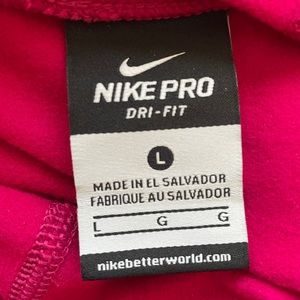 NIKE PRO
DRI-FIT
L
MADE IN EL SALVADOR
FABRIQUE AU SALVADOR
L G G
nikebetterworld.com